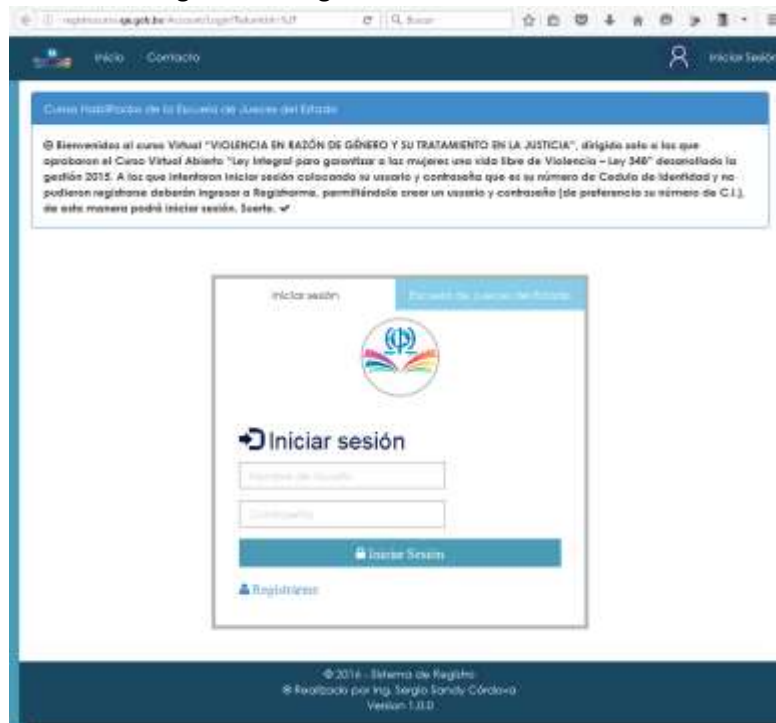 Inicio Contacto Iniciar Sesión
Curso Habilitador de la Escuela de Jueces del Estado
Bienvenidos al curso Virtual "VIOLENCIA EN RAZÓN DE GÉNERO Y SU TRATAMIENTO EN LA JUSTICIA", dirigido solo a los que
aprobaron el Curso Virtual Abierto "Ley Integral para garantizar a las mujeres una vida libre de Violencia – Ley 348" desarrollado la
gestión 2015. A los que intentaron iniciar sesión colocando su usuario y contraseña que es su número de Cedula de Identidad y no
pudieron registrarse deberán ingresar a Registrarme, permitiéndole crear un usuario y contraseña (de preferencia su número de C.I.),
de esta manera podrá iniciar sesión. Suerte. ✔
Iniciar sesión Escuela de Jueces del Estado
Iniciar sesión
Nombre de Usuario
Contraseña
Iniciar Sesión
Registrarme
© 2016 - Sistema de Registro
® Realizado por Ing. Sergio Sandy Córdova
Version 1.0.0